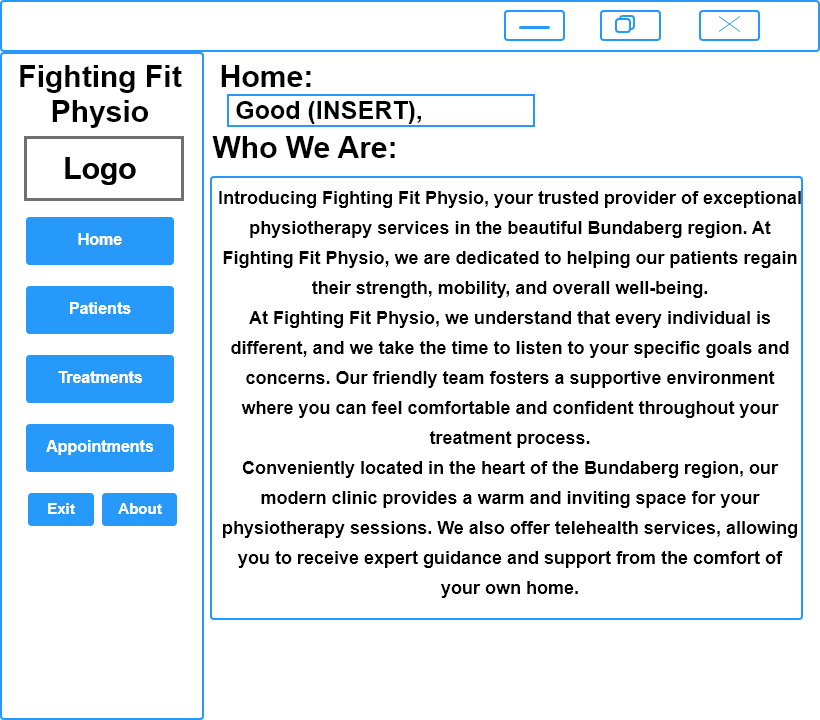 Fighting Fit
Physio
Logo
Home
Patients
Treatments
Appointments
Exit About
Home:
Good (INSERT),
Who We Are:
Introducing Fighting Fit Physio, your trusted provider of exceptional
physiotherapy services in the beautiful Bundaberg region. At
Fighting Fit Physio, we are dedicated to helping our patients regain
their strength, mobility, and overall well-being.
At Fighting Fit Physio, we understand that every individual is
different, and we take the time to listen to your specific goals and
concerns. Our friendly team fosters a supportive environment
where you can feel comfortable and confident throughout your
treatment process.
Conveniently located in the heart of the Bundaberg region, our
modern clinic provides a warm and inviting space for your
physiotherapy sessions. We also offer telehealth services, allowing
you to receive expert guidance and support from the comfort of
your own home.